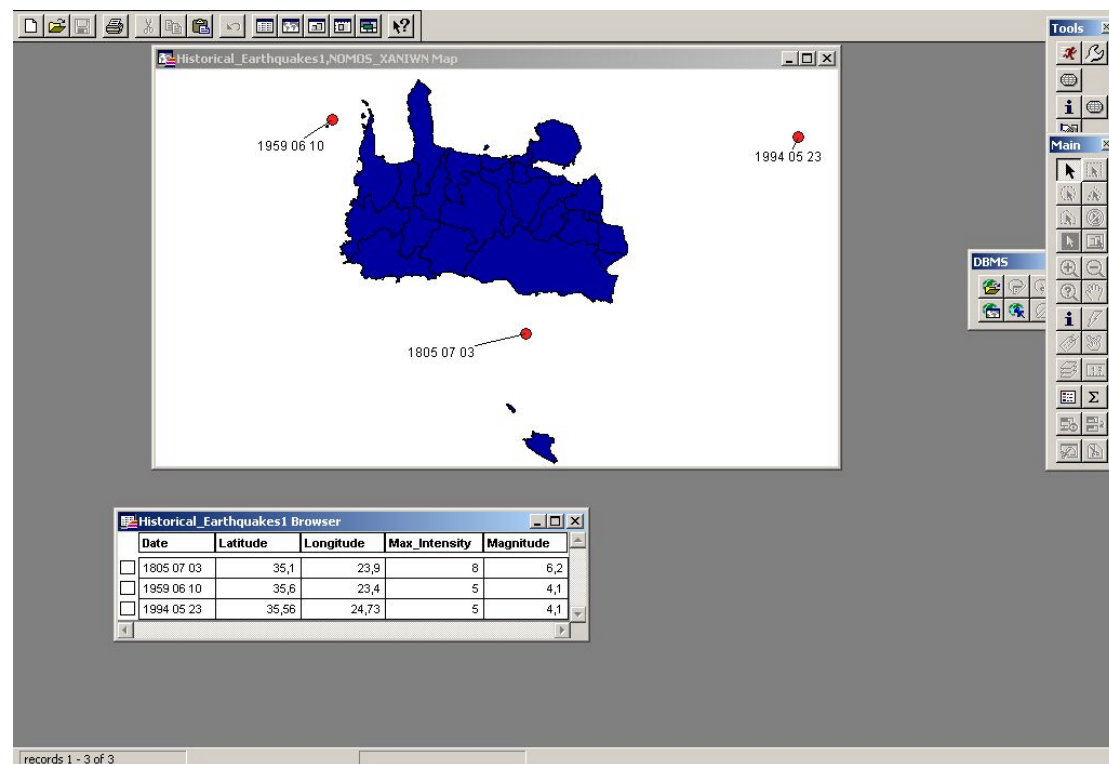 Tools
Historical_Earthquakes1,NOMOS_XANIWN Map
1959 06 10
1994 05 23
Main
DBMS
1805 07 03
Historical_Earthquakes1 Browser
Date Latitude Longitude Max_Intensity Magnitude
1805 07 03 35,1 23,9 8 6,2
1959 06 10 35,6 23,4 5 4,1
1994 05 23 35,56 24,73 5 4,1
records 1 - 3 of 3